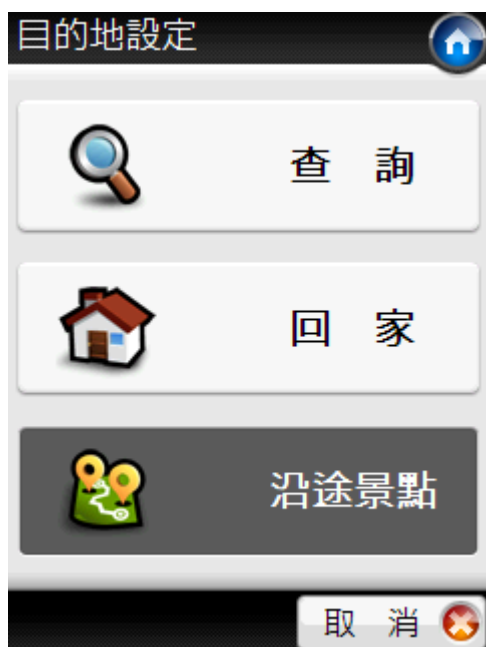 目的地設定
查 詢
回 家
沿途景點
取 消